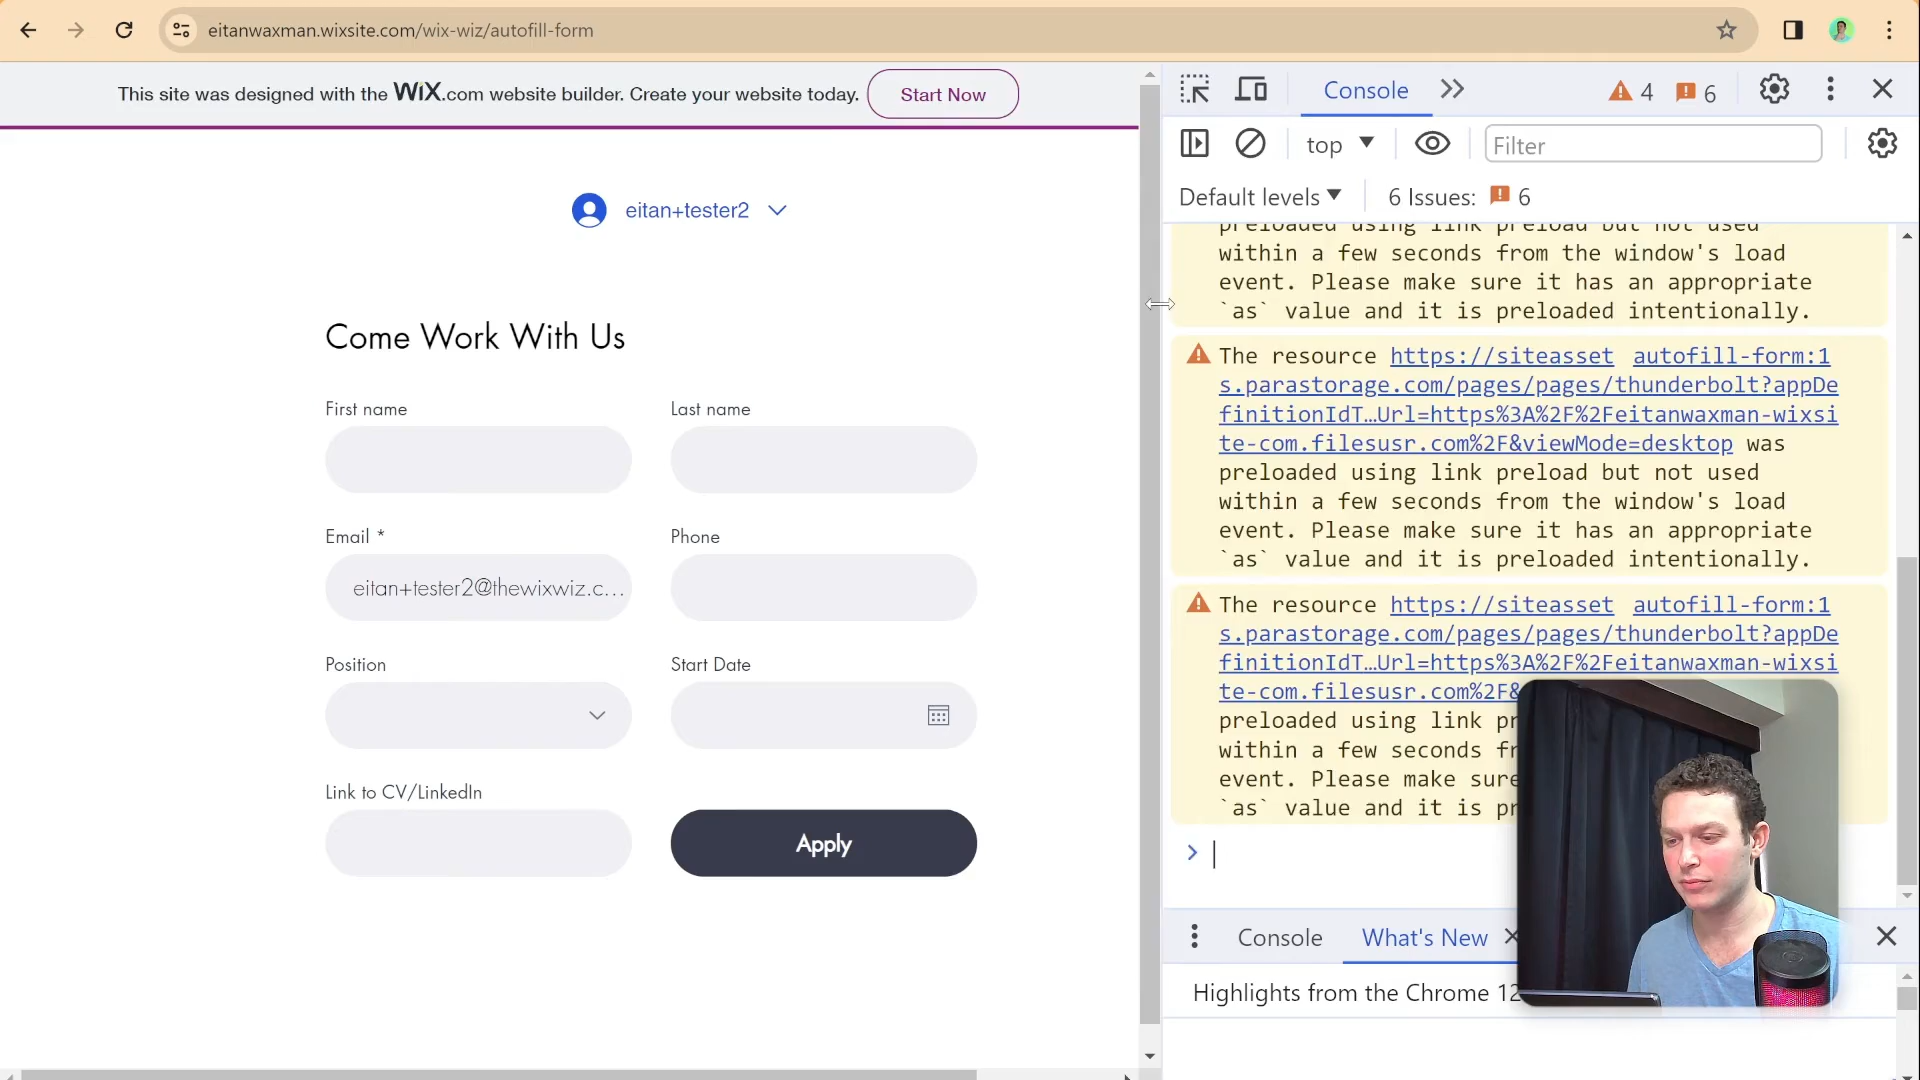 eitanwaxman.wixsite.com/wix-wiz/autofill-form
This site was designed with the WiX.com website builder. Create your website today. Start Now
eitan+tester2
Come Work With Us
First name
Last name
Email *
Phone
eitan+tester2@thewixwiz.c...
Position
Start Date
Link to CV/LinkedIn
Apply
Console
4
6
top
Filter
Default levels
6 Issues: 6
preloaded using link preload but not used
within a few seconds from the window's load
event. Please make sure it has an appropriate
`as` value and it is preloaded intentionally.
The resource https://siteasset autofill-form:1
s.parastorage.com/pages/pages/thunderbolt?appDe
finitionIdT…Url=https%3A%2F%2Feitanwaxman-wixsi
te-com.filesusr.com%2F&viewMode=desktop was
preloaded using link preload but not used
within a few seconds from the window's load
event. Please make sure it has an appropriate
`as` value and it is preloaded intentionally.
The resource https://siteasset autofill-form:1
s.parastorage.com/pages/pages/thunderbolt?appDe
finitionIdT…Url=https%3A%2F%2Feitanwaxman-wixsi
te-com.filesusr.com%2F&
preloaded using link
within a few seconds
event. Please make sure
`as` value and it is
>
Console
What's New
Highlights from the Chrome